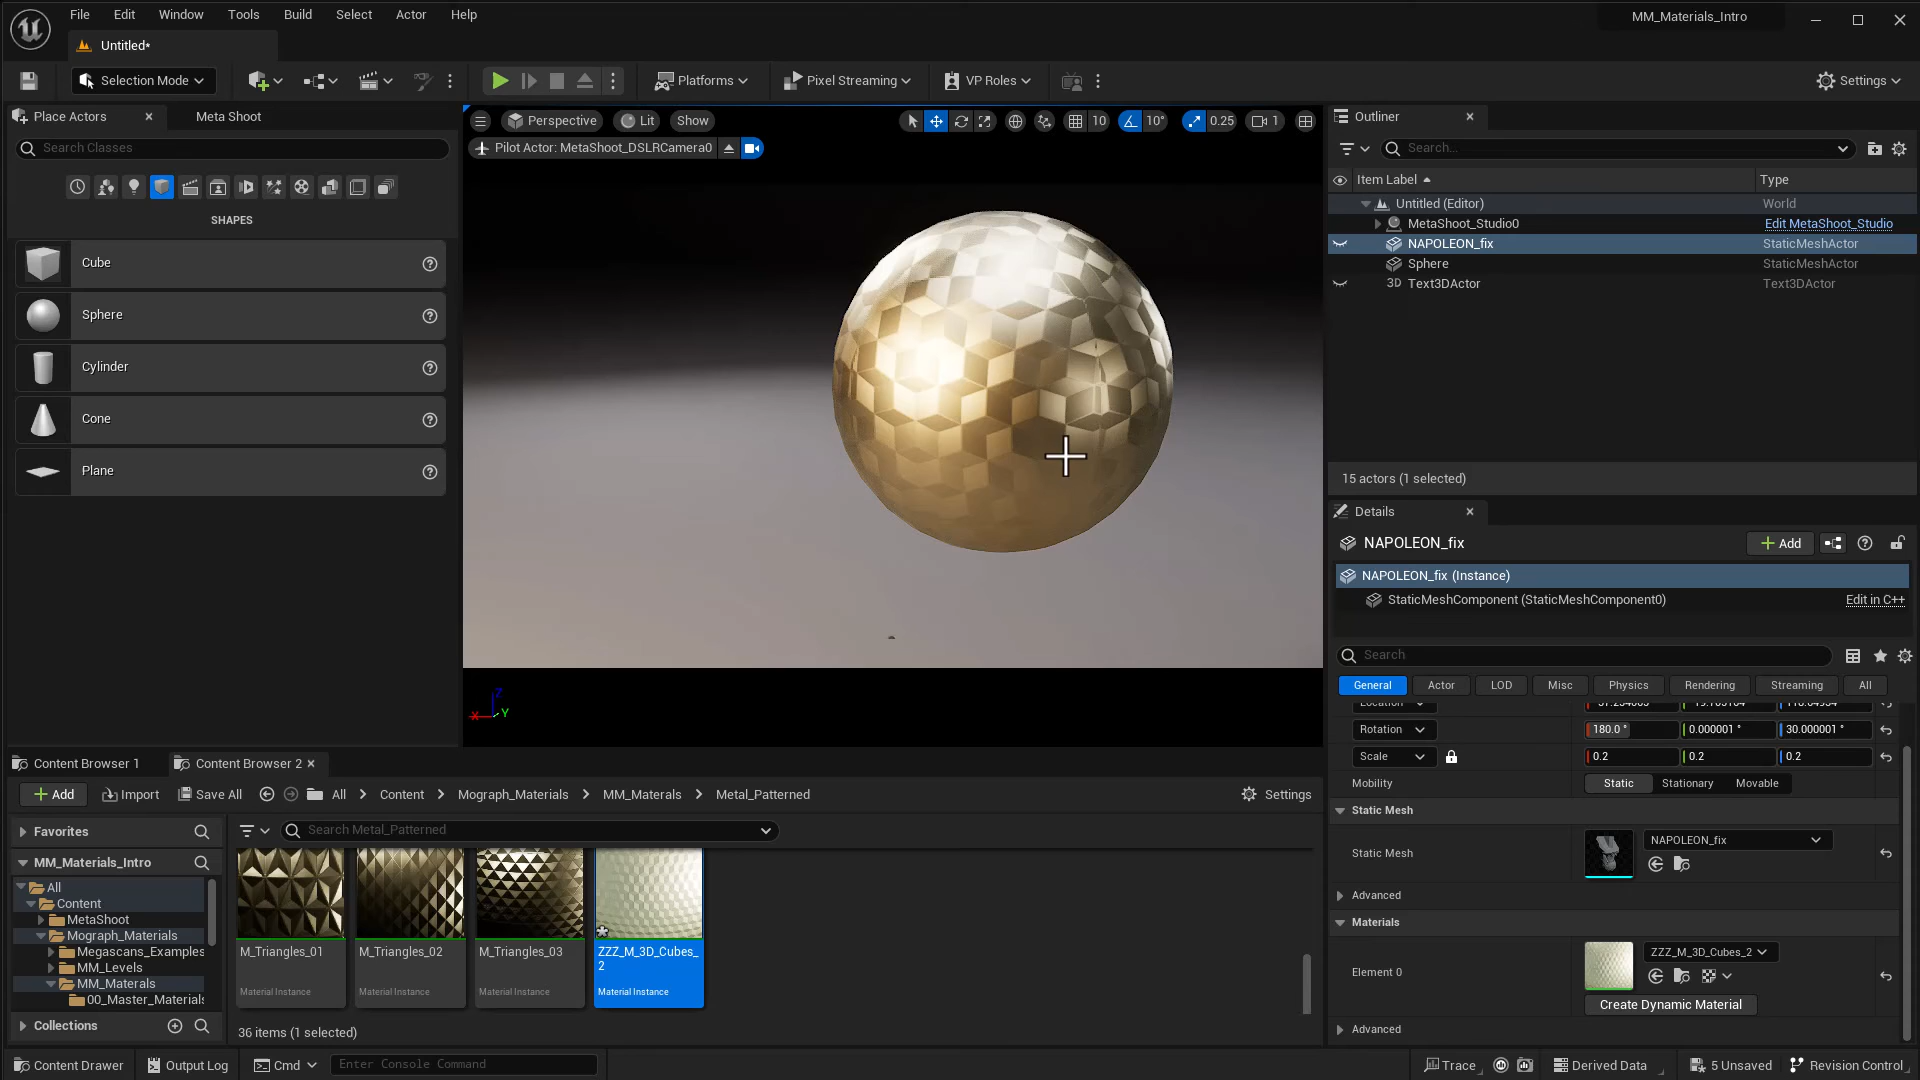 File Edit Window Tools Build Select Actor Help
MM_Materials_Intro
Untitled*
Selection Mode
Platforms
Pixel Streaming
VP Roles
Settings
Place Actors
Meta Shoot
Search Classes
SHAPES
Cube
Sphere
Cylinder
Cone
Plane
Perspective
Lit
Show
10
10°
0.25
1
Pilot Actor: MetaShoot_DSLRCamera0
Z
X
Y
Outliner
Search...
Item Label
Type
Untitled (Editor)
World
MetaShoot_Studio0
Edit MetaShoot_Studio
NAPOLEON_fix
StaticMeshActor
Sphere
StaticMeshActor
3D Text3DActor
Text3DActor
15 actors (1 selected)
Details
NAPOLEON_fix
Add
NAPOLEON_fix (Instance)
StaticMeshComponent (StaticMeshComponent0)
Edit in C++
Search
General
Actor
LOD
Misc
Physics
Rendering
Streaming
All
Location
Rotation
180.0 °
0.000001 °
30.000001 °
Scale
0.2
0.2
0.2
Mobility
Static
Stationary
Movable
Static Mesh
Static Mesh
NAPOLEON_fix
Advanced
Materials
Element 0
ZZZ_M_3D_Cubes_2
Create Dynamic Material
Advanced
Content Browser 1
Content Browser 2
Add
Import
Save All
All
Content
Mograph_Materials
MM_Materals
Metal_Patterned
Settings
Favorites
MM_Materials_Intro
All
Content
MetaShoot
Mograph_Materials
Megascans_Examples
MM_Levels
MM_Materals
00_Master_Materials
Collections
Search Metal_Patterned
M_Triangles_01
Material Instance
M_Triangles_02
Material Instance
M_Triangles_03
Material Instance
ZZZ_M_3D_Cubes_
2
Material Instance
36 items (1 selected)
Content Drawer
Output Log
Cmd
Enter Console Command
Trace
Derived Data
5 Unsaved
Revision Control